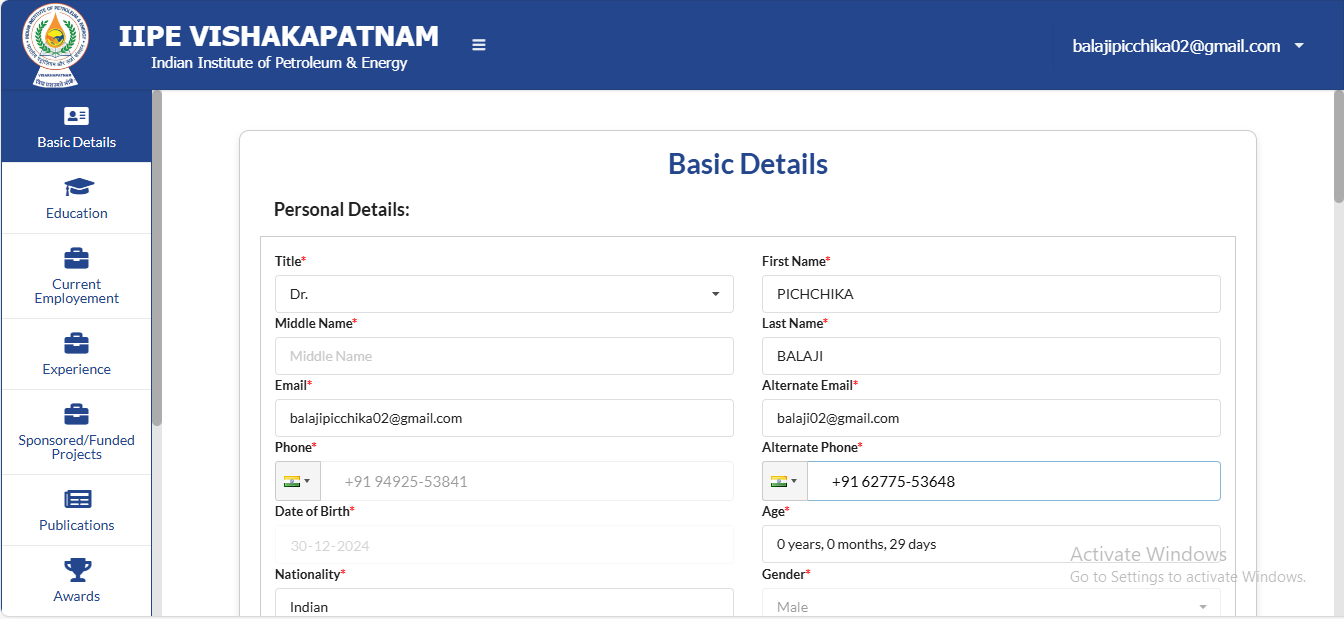 IIPE VISHAKAPATNAM
Indian Institute of Petroleum & Energy
balajipicchika02@gmail.com
Basic Details
Education
Current
Employement
Experience
Sponsored/Funded
Projects
Publications
Awards
Basic Details
Personal Details:
Title*
First Name*
Dr.
PICHCHIKA
Middle Name*
Last Name*
Middle Name
BALAJI
Email*
Alternate Email*
balajipicchika02@gmail.com
balaji02@gmail.com
Phone*
Alternate Phone*
+91 94925-53841
+91 62775-53648
Date of Birth*
Age*
30-12-2024
0 years, 0 months, 29 days
Nationality*
Gender*
Indian
Male
Activate Windows
Go to Settings to activate Windows.